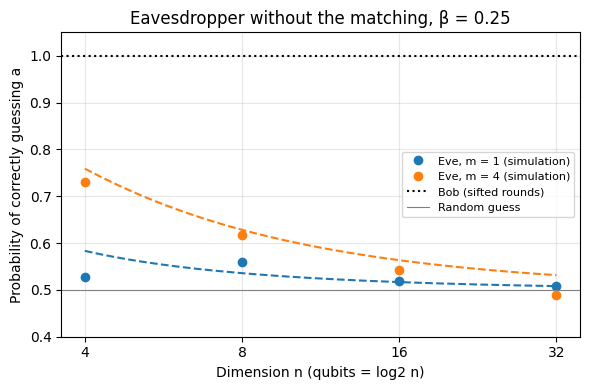 Eavesdropper without the matching, β = 0.25
Probability of correctly guessing a
1.0
0.9
0.8
0.7
0.6
0.5
0.4
Eve, m = 1 (simulation)
Eve, m = 4 (simulation)
Bob (sifted rounds)
Random guess
4
8
16
32
Dimension n (qubits = log2 n)